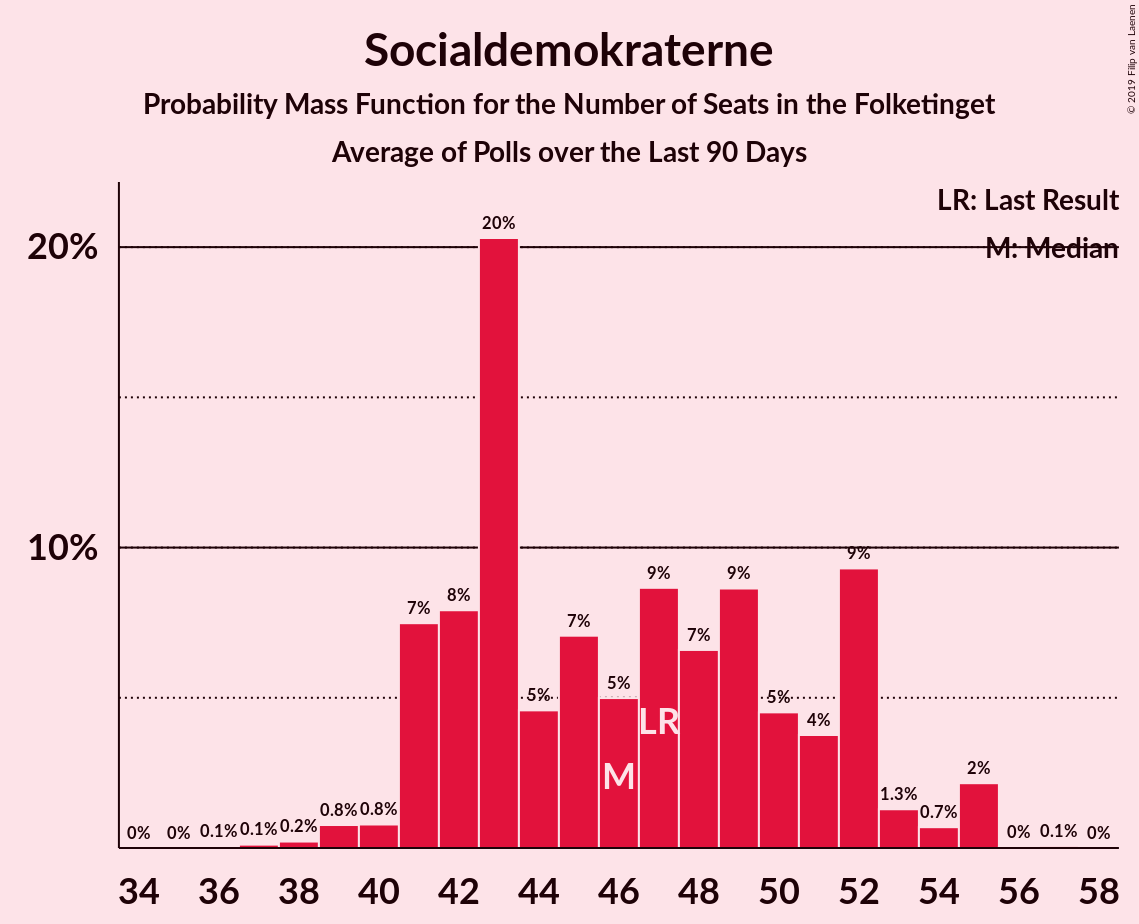 Socialdemokraterne
Probability Mass Function for the Number of Seats in the Folketinget
Average of Polls over the Last 90 Days
© 2019 Filip van Laenen
LR: Last Result
M: Median
20%
10%
0% 0% 0.1% 0.1% 0.2% 0.8% 0.8% 7% 8% 20% 5% 7% 5% 9% 7% 9% 5% 4% 9% 1.3% 0.7% 2% 0% 0.1% 0%
LR
M
34 36 38 40 42 44 46 48 50 52 54 56 58